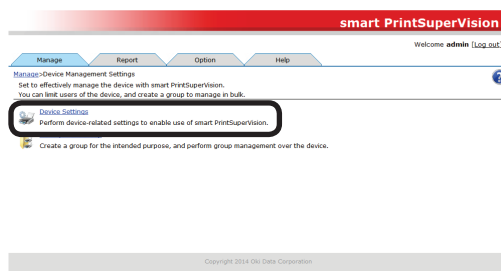 smart PrintSuperVision
Welcome admin [Log out]
Manage Report Option Help
Manage>Device Management Settings
Set to effectively manage the device with smart PrintSuperVision.
You can limit users of the device, and create a group to manage in bulk.
Device Settings
Perform device-related settings to enable use of smart PrintSuperVision.
Create a group for the intended purpose, and perform group management over the device.
Copyright 2014 Oki Data Corporation